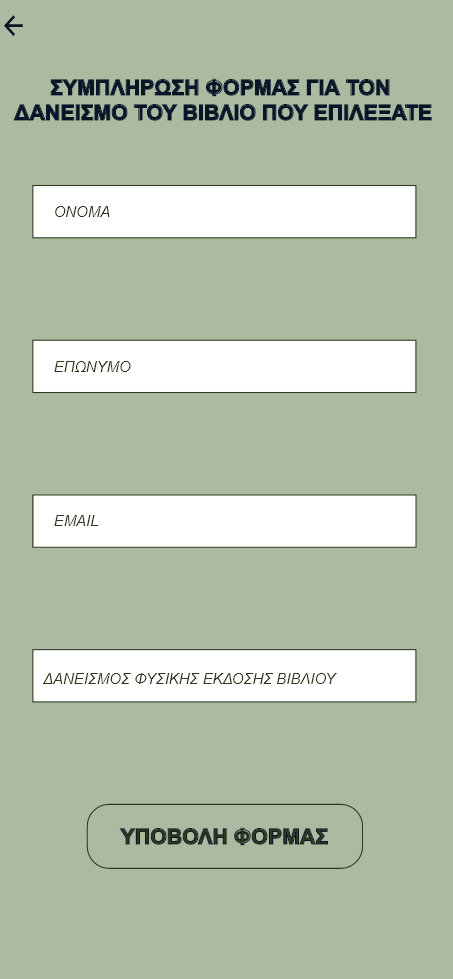 ΣΥΜΠΛΗΡΩΣΗ ΦΟΡΜΑΣ ΓΙΑ ΤΟΝ
ΔΑΝΕΙΣΜΟ ΤΟΥ ΒΙΒΛΙΟ ΠΟΥ ΕΠΙΛΕΞΑΤΕ
ΟΝΟΜΑ
ΕΠΩΝΥΜΟ
EMAIL
ΔΑΝΕΙΣΜΟΣ ΦΥΣΙΚΗΣ ΕΚΔΟΣΗΣ ΒΙΒΛΙΟΥ
ΥΠΟΒΟΛΗ ΦΟΡΜΑΣ